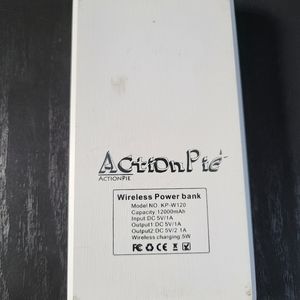 ActionPie
ACTIONPIE
Wireless Power bank
Model NO. KP-W120
Capacity: 12000mAh
Input DC 5V/1A
Output1 DC 5V/1A
Output2 DC 5V/2.1A
Wireless charging 5W
FC CE